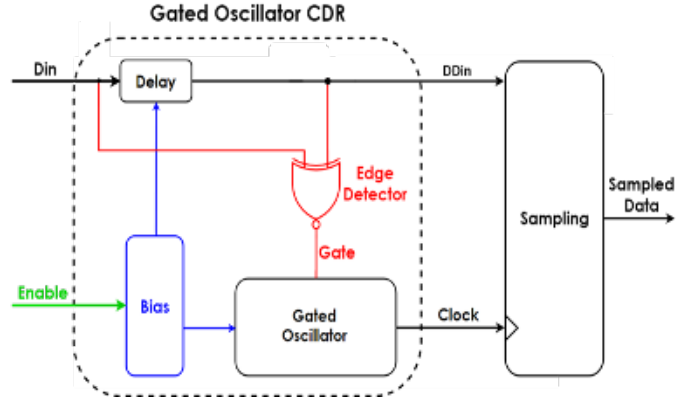 Gated Oscillator CDR
Din
Delay
DDin
Edge
Detector
Sampled
Data
Sampling
Gate
Enable
Bias
Gated
Oscillator
Clock